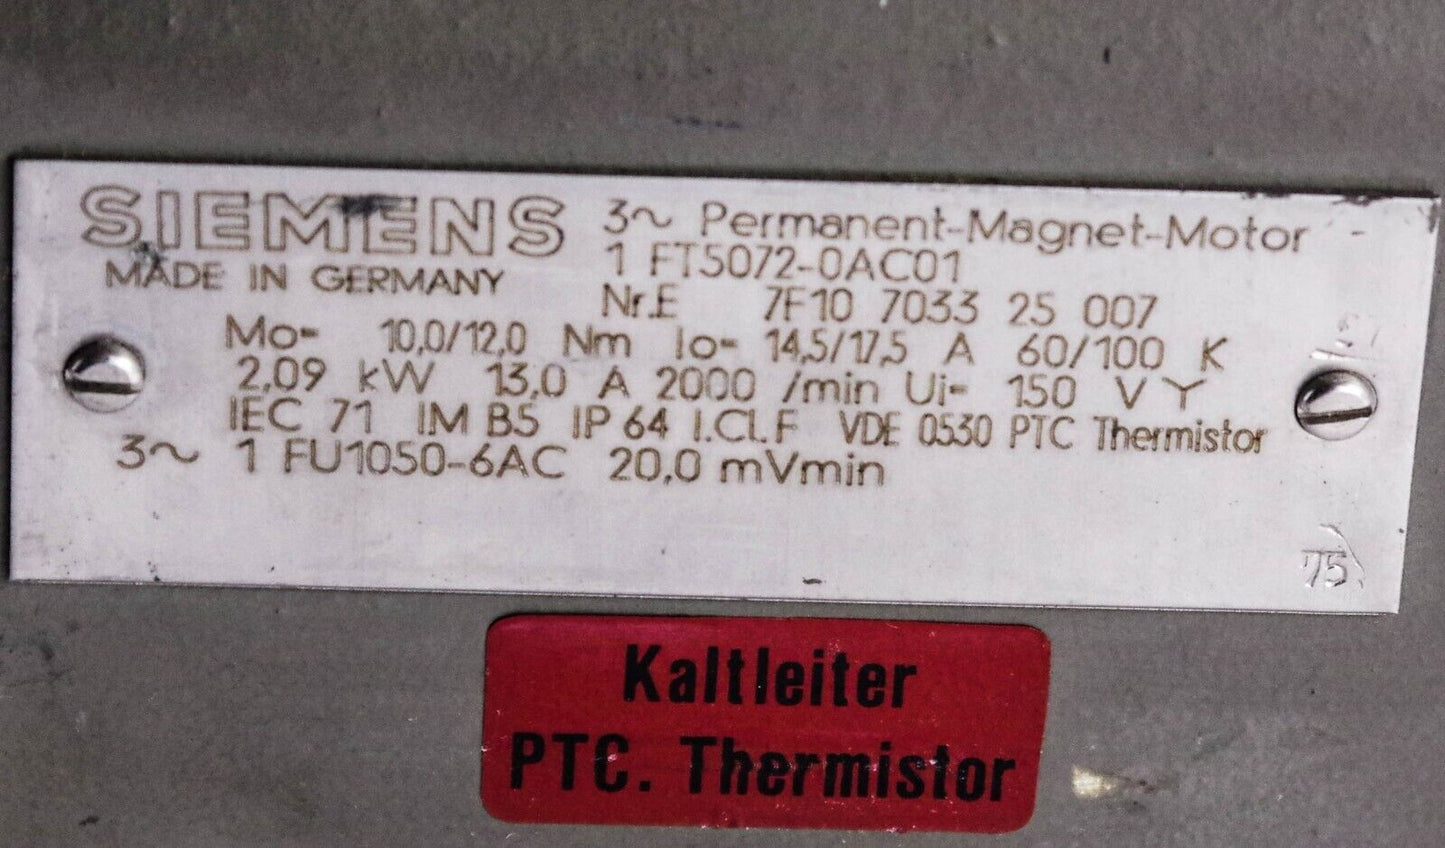 SIEMENS 3~ Permanent-Magnet-Motor
MADE IN GERMANY 1 FT5072-0AC01
Nr.E 7F10 7033 25 007
Mo= 10,0/12,0 Nm Io= 14,5/17,5 A 60/100 K
2,09 kW 13,0 A 2000 /min Ui= 150 V Y
IEC 71 IM B5 IP 64 I.Cl.F VDE 0530 PTC Thermistor
3~ 1 FU1050-6AC 20,0 mVmin
75
Kaltleiter
PTC. Thermistor